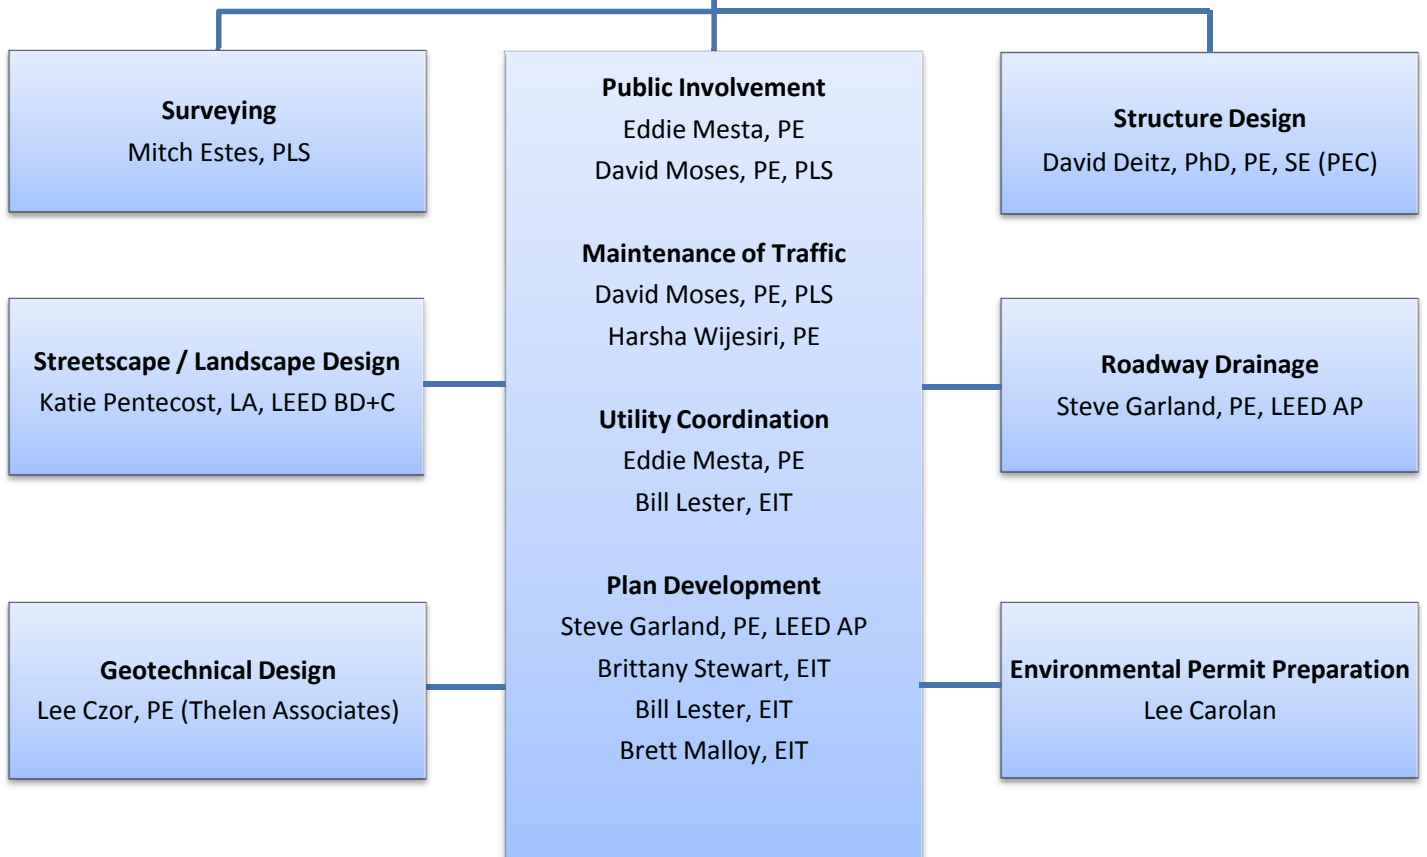 Surveying
Mitch Estes, PLS
Streetscape / Landscape Design
Katie Pentecost, LA, LEED BD+C
Geotechnical Design
Lee Czor, PE (Thelen Associates)
Public Involvement
Eddie Mesta, PE
David Moses, PE, PLS
Maintenance of Traffic
David Moses, PE, PLS
Harsha Wijesiri, PE
Utility Coordination
Eddie Mesta, PE
Bill Lester, EIT
Plan Development
Steve Garland, PE, LEED AP
Brittany Stewart, EIT
Bill Lester, EIT
Brett Malloy, EIT
Structure Design
David Deitz, PhD, PE, SE (PEC)
Roadway Drainage
Steve Garland, PE, LEED AP
Environmental Permit Preparation
Lee Carolan